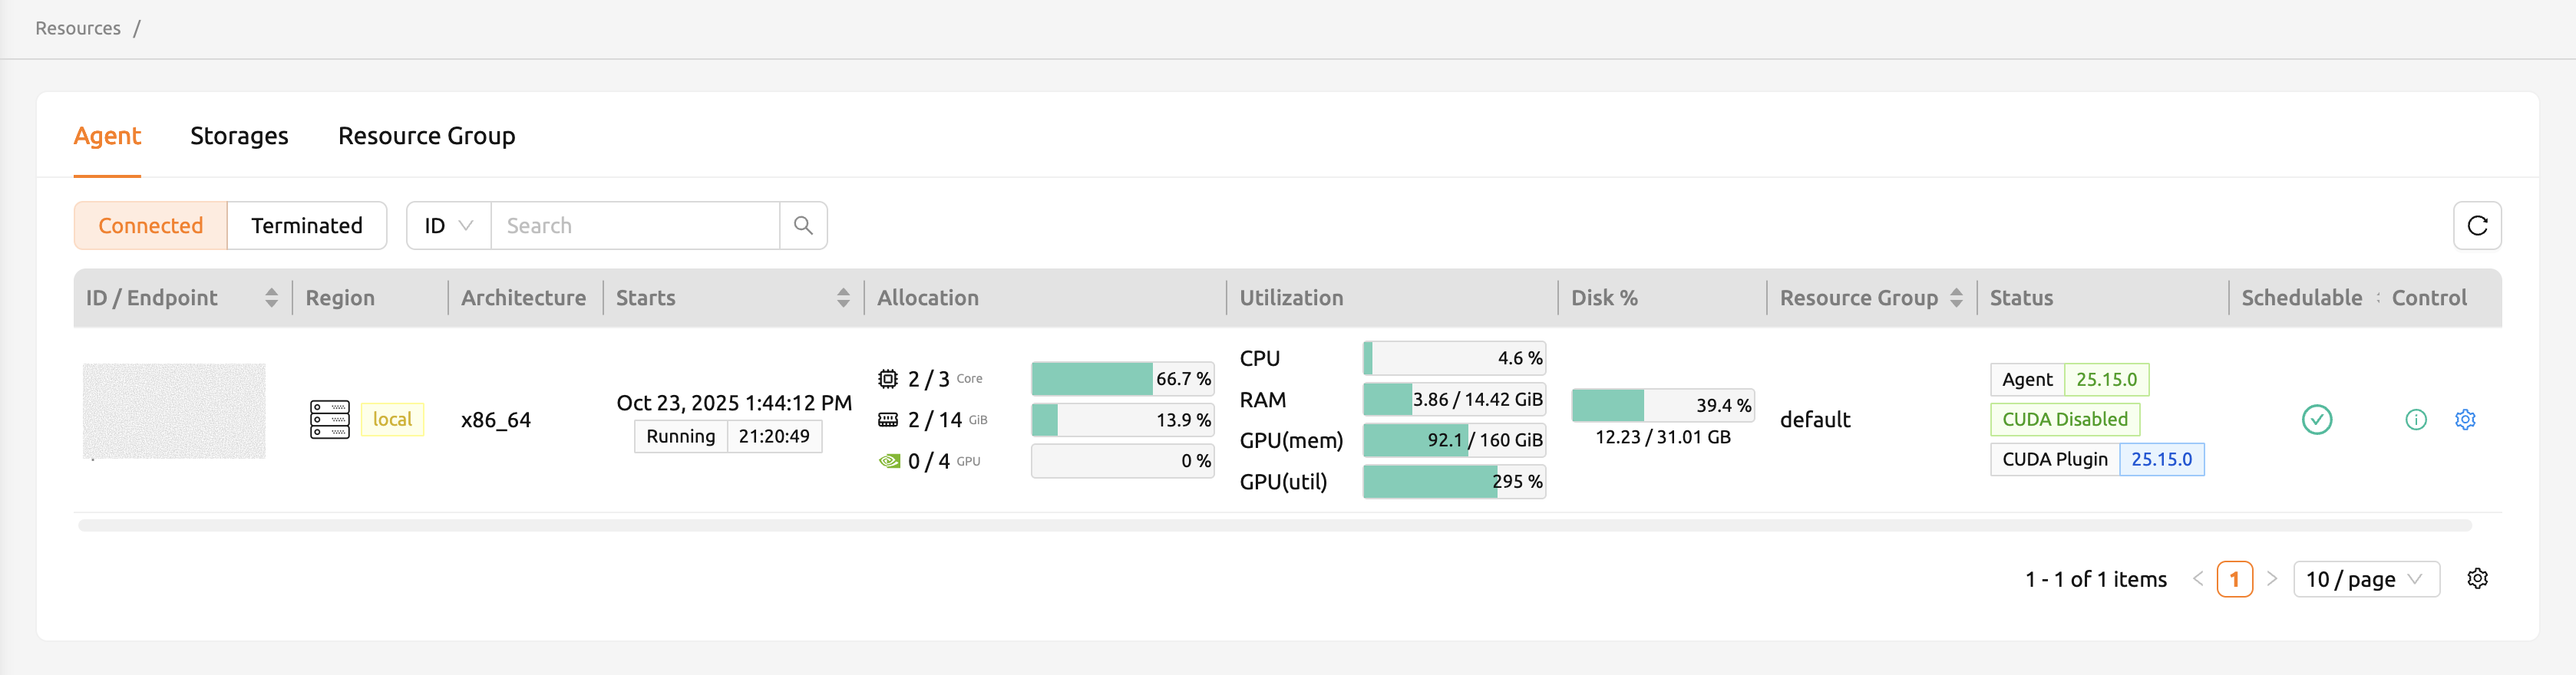 Resources /
Agent Storages Resource Group
Connected Terminated ID Search
ID / Endpoint Region Architecture Starts Allocation Utilization Disk % Resource Group Status Schedulable Control
local
x86_64
Oct 23, 2025 1:44:12 PM
Running 21:20:49
2 / 3 Core 66.7 %
2 / 14 GiB 13.9 %
0 / 4 GPU 0 %
CPU 4.6 %
RAM 3.86 / 14.42 GiB
GPU(mem) 92.1 / 160 GiB
GPU(util) 295 %
39.4 %
12.23 / 31.01 GB
default
Agent 25.15.0
CUDA Disabled
CUDA Plugin 25.15.0
1 - 1 of 1 items < 1 > 10 / page